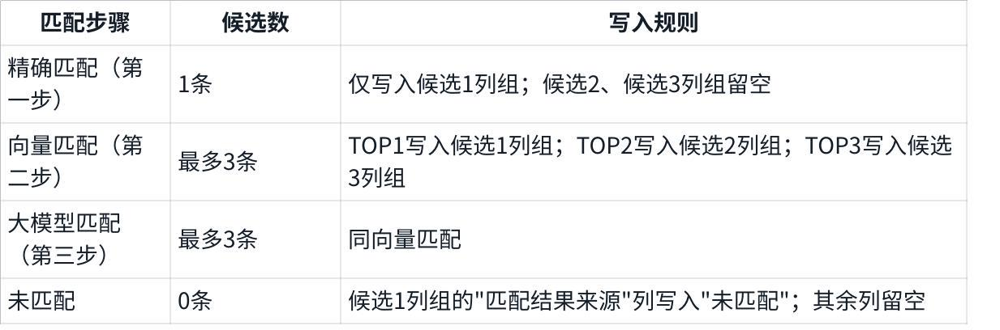 匹配步骤 候选数 写入规则
精确匹配（第
一步）
1条
仅写入候选1列组；候选2、候选3列组留空
向量匹配（第
二步）
最多3条
TOP1写入候选1列组；TOP2写入候选2列组；TOP3写入候选
3列组
大模型匹配
（第三步）
最多3条
同向量匹配
未匹配
0条
候选1列组的"匹配结果来源"列写入"未匹配"；其余列留空